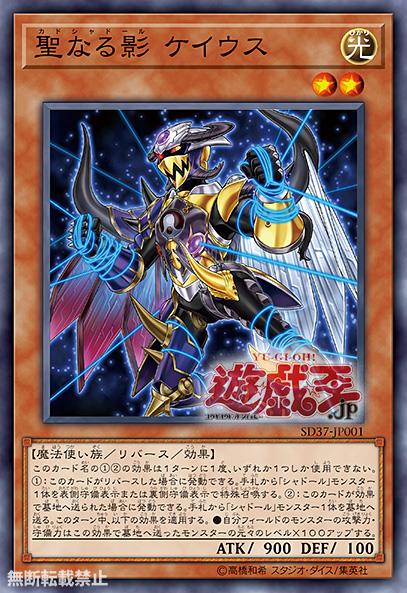 カドシャドール
聖なる影 ケイウス
ひかり
光
YU-GI-OH!
遊戯王.jp
SD37-JP001
【魔法使い族/リバース/効果】
このカード名の①②の効果は1ターンに1度、いずれか1つしか使用できない。
①:このカードがリバースした場合に発動できる。手札から「シャドール」モンスター
1体を表側守備表示または裏側守備表示で特殊召喚する。②:このカードが効果
で墓地へ送られた場合に発動できる。手札から「シャドール」モンスター1体を墓地へ
送る。このターン中、以下の効果を適用する。●自分フィールドのモンスターの攻撃力・
守備力はこの効果で墓地へ送ったモンスターの元々のレベル×100アップする。
ATK/ 900 DEF/ 100
無断転載禁止
©高橋和希 スタジオ・ダイス/集英社